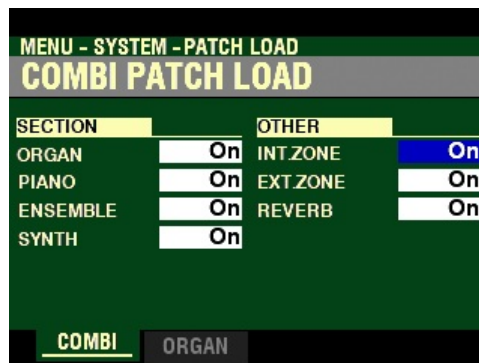 MENU - SYSTEM - PATCH LOAD
COMBI PATCH LOAD
SECTION OTHER
ORGAN On INT.ZONE On
PIANO On EXT.ZONE On
ENSEMBLE On REVERB On
SYNTH On
COMBI ORGAN